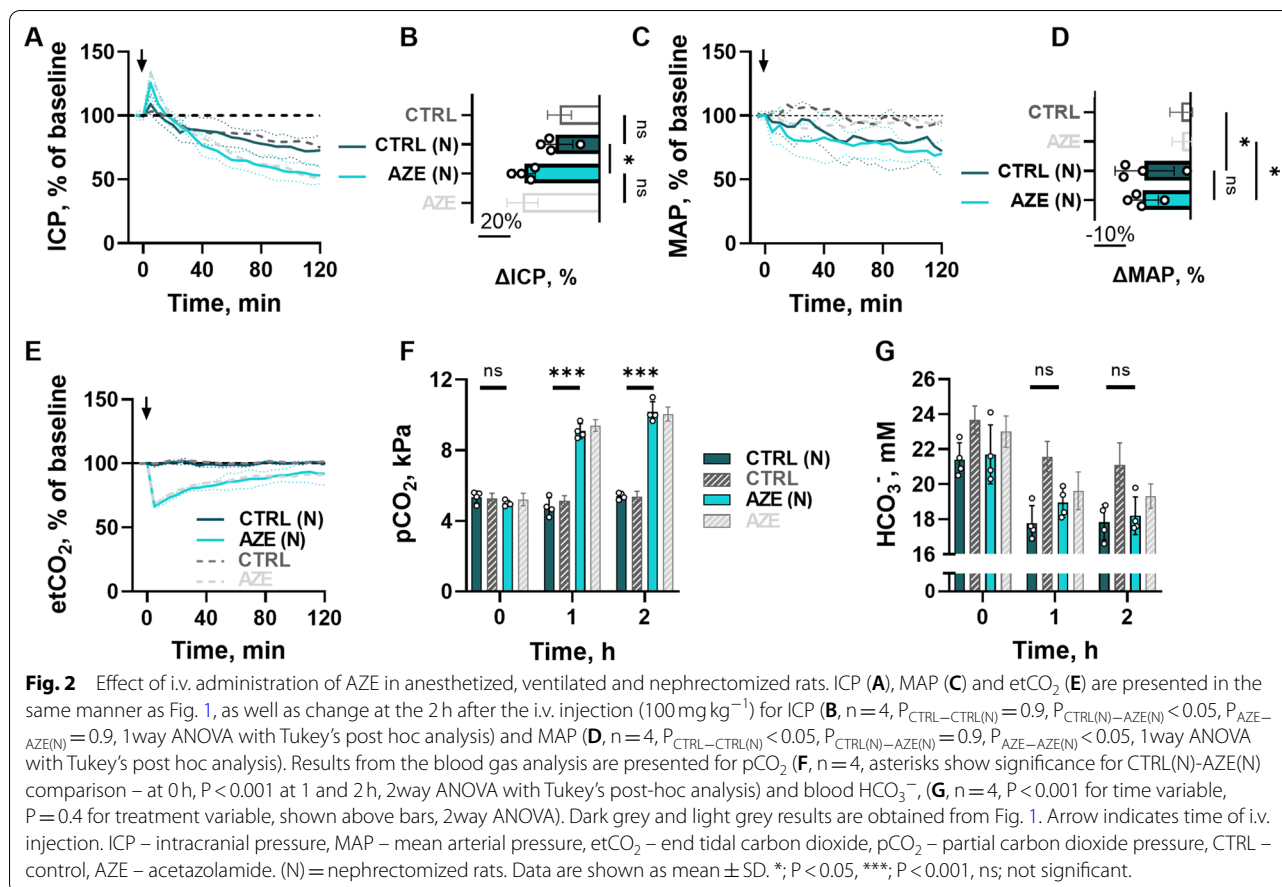 A
150
100
50
0
ICP, % of baseline
0 40 80 120
Time, min
B
CTRL
CTRL (N)
AZE (N)
AZE
ns
*
ns
20%
ΔICP, %
C
150
100
50
0
MAP, % of baseline
0 40 80 120
Time, min
D
CTRL
AZE
CTRL (N)
AZE (N)
*
*
ns
-10%
ΔMAP, %
E
150
100
50
0
etCO₂, % of baseline
CTRL (N)
AZE (N)
CTRL
AZE
0 40 80 120
Time, min
F
12
8
4
0
pCO₂, kPa
ns *** ***
0 1 2
Time, h
CTRL (N)
CTRL
AZE (N)
AZE
G
26
24
22
20
18
16
0
HCO₃⁻, mM
ns ns
0 1 2
Time, h
Fig. 2 Effect of i.v. administration of AZE in anesthetized, ventilated and nephrectomized rats. ICP (A), MAP (C) and etCO₂ (E) are presented in the
same manner as Fig. 1, as well as change at the 2 h after the i.v. injection (100 mg kg⁻¹) for ICP (B, n = 4, P_CTRL–CTRL(N) = 0.9, P_CTRL(N)–AZE(N) < 0.05, P_AZE–
AZE(N) = 0.9, 1way ANOVA with Tukey's post hoc analysis) and MAP (D, n = 4, P_CTRL–CTRL(N) < 0.05, P_CTRL(N)–AZE(N) = 0.9, P_AZE–AZE(N) < 0.05, 1way ANOVA
with Tukey's post hoc analysis). Results from the blood gas analysis are presented for pCO₂ (F, n = 4, asterisks show significance for CTRL(N)-AZE(N)
comparison – at 0 h, P < 0.001 at 1 and 2 h, 2way ANOVA with Tukey's post-hoc analysis) and blood HCO₃⁻, (G, n = 4, P < 0.001 for time variable,
P = 0.4 for treatment variable, shown above bars, 2way ANOVA). Dark grey and light grey results are obtained from Fig. 1. Arrow indicates time of i.v.
injection. ICP – intracranial pressure, MAP – mean arterial pressure, etCO₂ – end tidal carbon dioxide, pCO₂ – partial carbon dioxide pressure, CTRL –
control, AZE – acetazolamide. (N) = nephrectomized rats. Data are shown as mean ± SD. *; P < 0.05, ***; P < 0.001, ns; not significant.